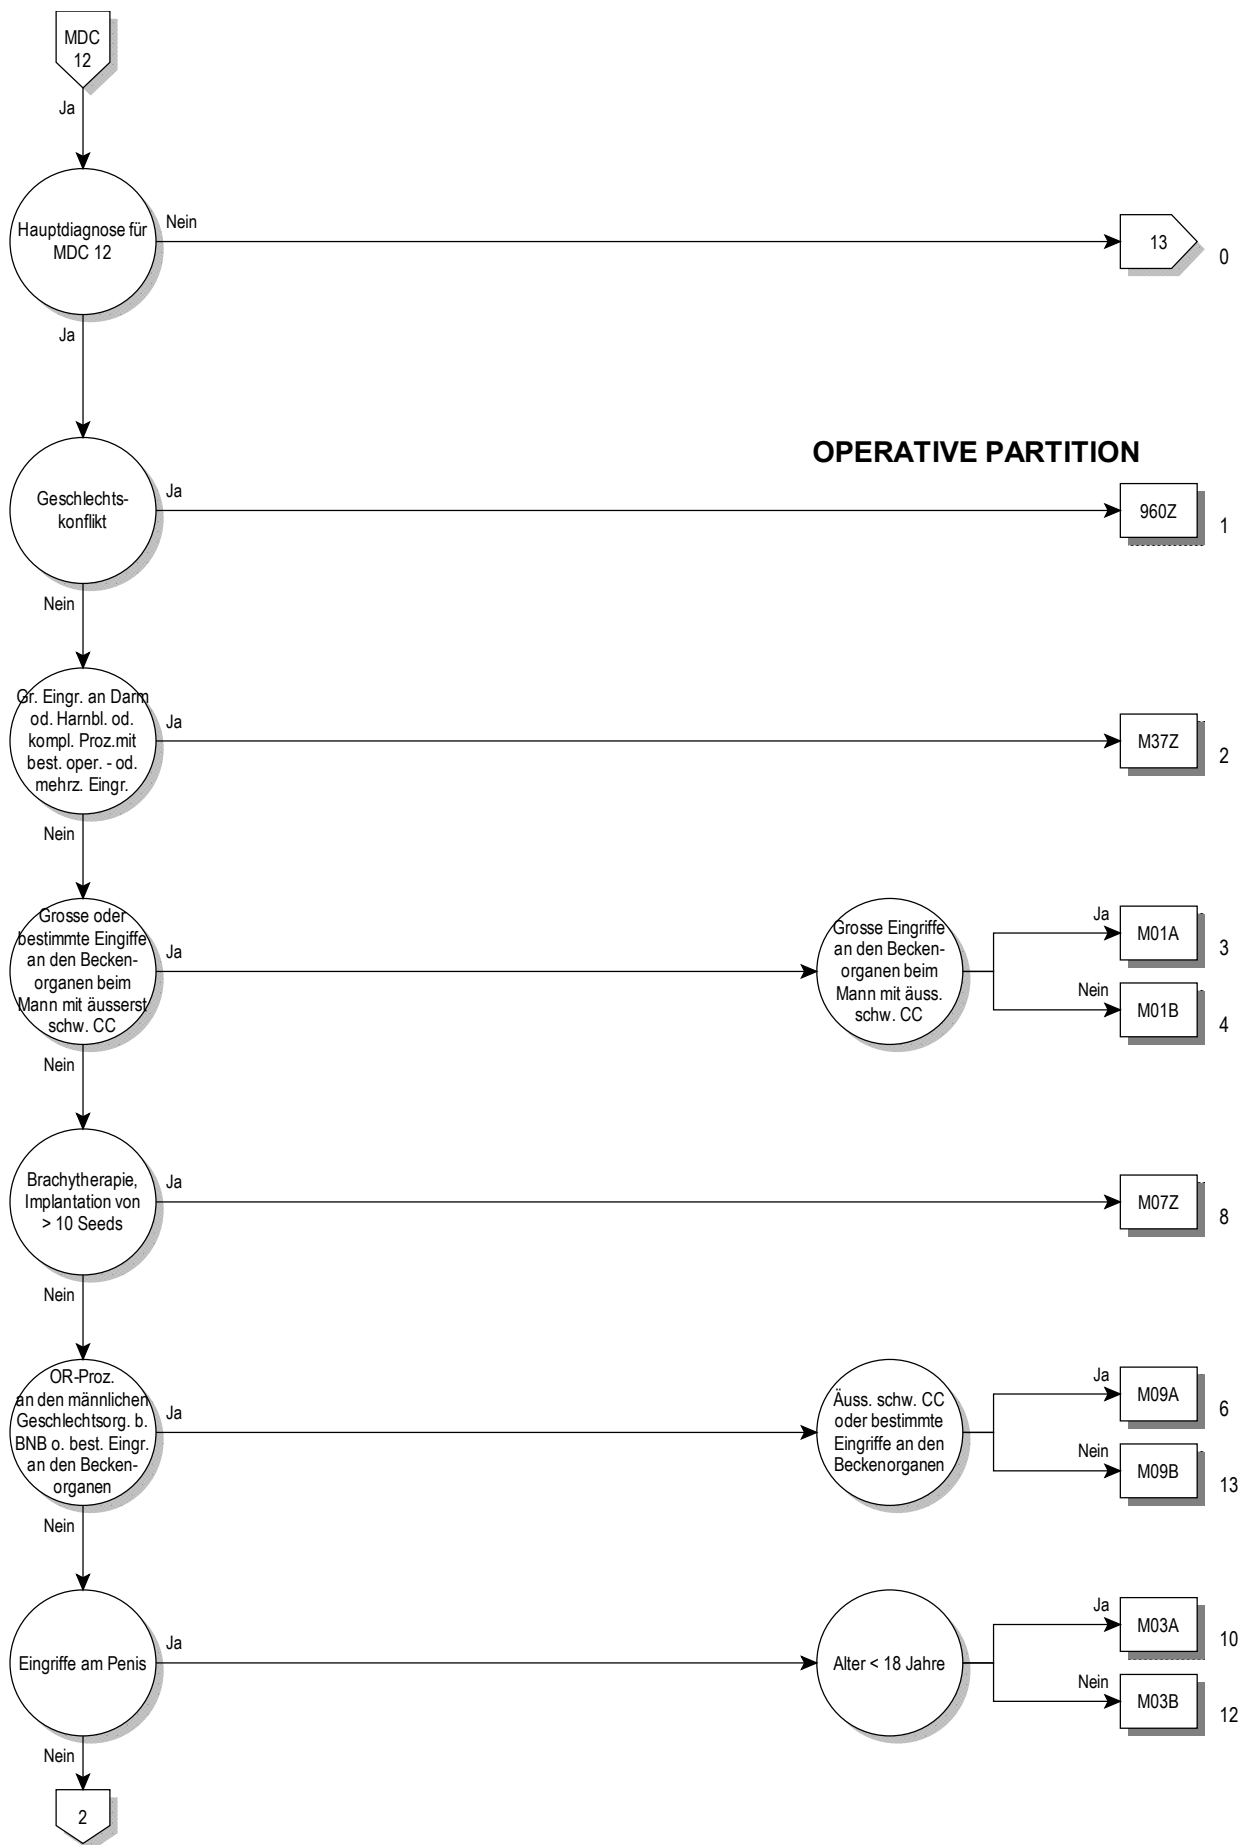 MDC
12
Ja
Hauptdiagnose für
MDC 12
Nein
13
0
Ja
OPERATIVE PARTITION
Geschlechts-
konflikt
Ja
960Z
1
Nein
Gr. Eingr. an Darm
od. Harnbl. od.
kompl. Proz.mit
best. oper. - od.
mehrz. Eingr.
Ja
M37Z
2
Nein
Grosse oder
bestimmte Eingiffe
an den Becken-
organen beim
Mann mit äusserst
schw. CC
Ja
Grosse Eingriffe
an den Becken-
organen beim
Mann mit äuss.
schw. CC
Ja
M01A
3
Nein
M01B
4
Nein
Brachytherapie,
Implantation von
> 10 Seeds
Ja
M07Z
8
Nein
OR-Proz.
an den männlichen
Geschlechtsorg. b.
BNB o. best. Eingr.
an den Becken-
organen
Ja
Äuss. schw. CC
oder bestimmte
Eingriffe an den
Beckenorganen
Ja
M09A
6
Nein
M09B
13
Nein
Eingriffe am Penis
Ja
Alter < 18 Jahre
Ja
M03A
10
Nein
M03B
12
Nein
2